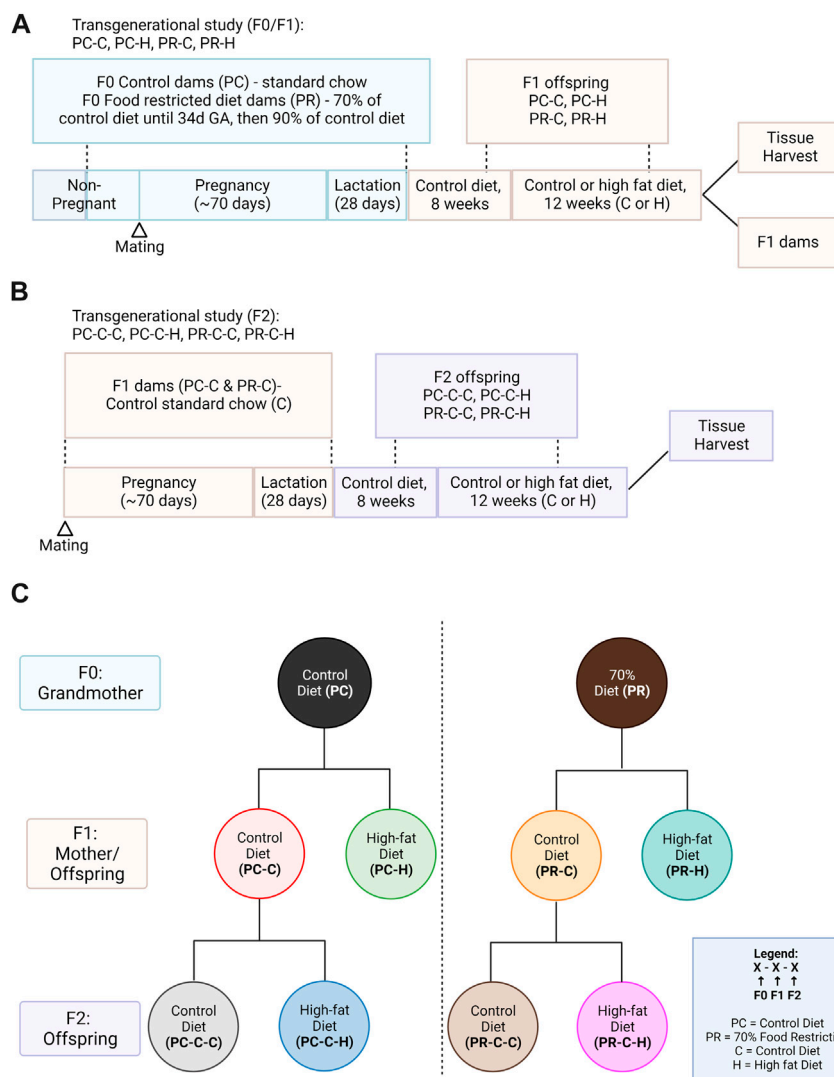 A
Transgenerational study (F0/F1):
PC-C, PC-H, PR-C, PR-H
F0 Control dams (PC) - standard chow
F0 Food restricted diet dams (PR) - 70% of
control diet until 34d GA, then 90% of control diet
F1 offspring
PC-C, PC-H
PR-C, PR-H
Tissue
Harvest
Non-
Pregnant
Pregnancy
(~70 days)
Lactation
(28 days)
Control diet,
8 weeks
Control or high fat diet,
12 weeks (C or H)
Mating
F1 dams
B
Transgenerational study (F2):
PC-C-C, PC-C-H, PR-C-C, PR-C-H
F1 dams (PC-C & PR-C)-
Control standard chow (C)
F2 offspring
PC-C-C, PC-C-H
PR-C-C, PR-C-H
Tissue
Harvest
Pregnancy
(~70 days)
Lactation
(28 days)
Control diet,
8 weeks
Control or high fat diet,
12 weeks (C or H)
Mating
C
F0:
Grandmother
Control
Diet (PC)
70%
Diet (PR)
F1:
Mother/
Offspring
Control
Diet
(PC-C)
High-fat
Diet
(PC-H)
Control
Diet
(PR-C)
High-fat
Diet
(PR-H)
F2:
Offspring
Control
Diet
(PC-C-C)
High-fat
Diet
(PC-C-H)
Control
Diet
(PR-C-C)
High-fat
Diet
(PR-C-H)
Legend:
X - X - X
↑ ↑ ↑
F0 F1 F2
PC = Control Diet
PR = 70% Food Restricti
C = Control Diet
H = High fat Diet